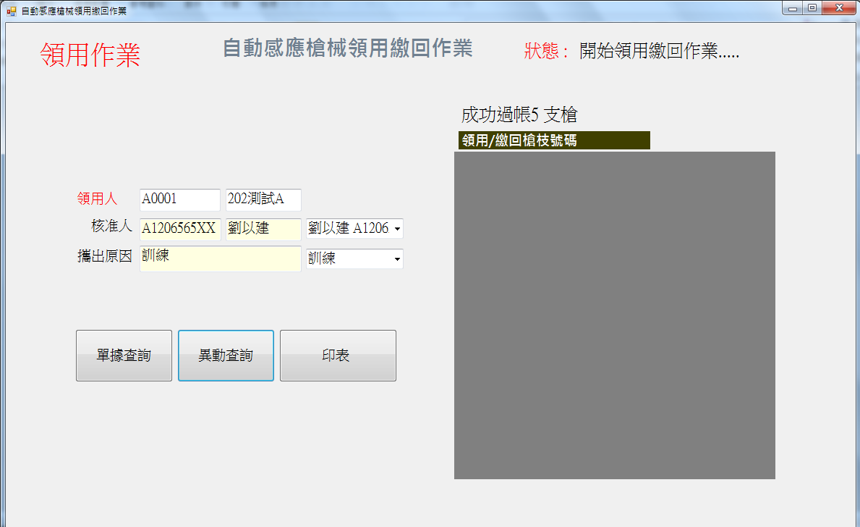 自動感應槍械領用繳回作業
領用作業 自動感應槍械領用繳回作業 狀態： 開始領用繳回作業.....
成功過帳5 支槍
領用/繳回槍枝號碼
領用人 A0001 202測試A
核准人 A1206565XX 劉以建 劉以建 A1206
攜出原因 訓練 訓練
單據查詢 異動查詢 印表